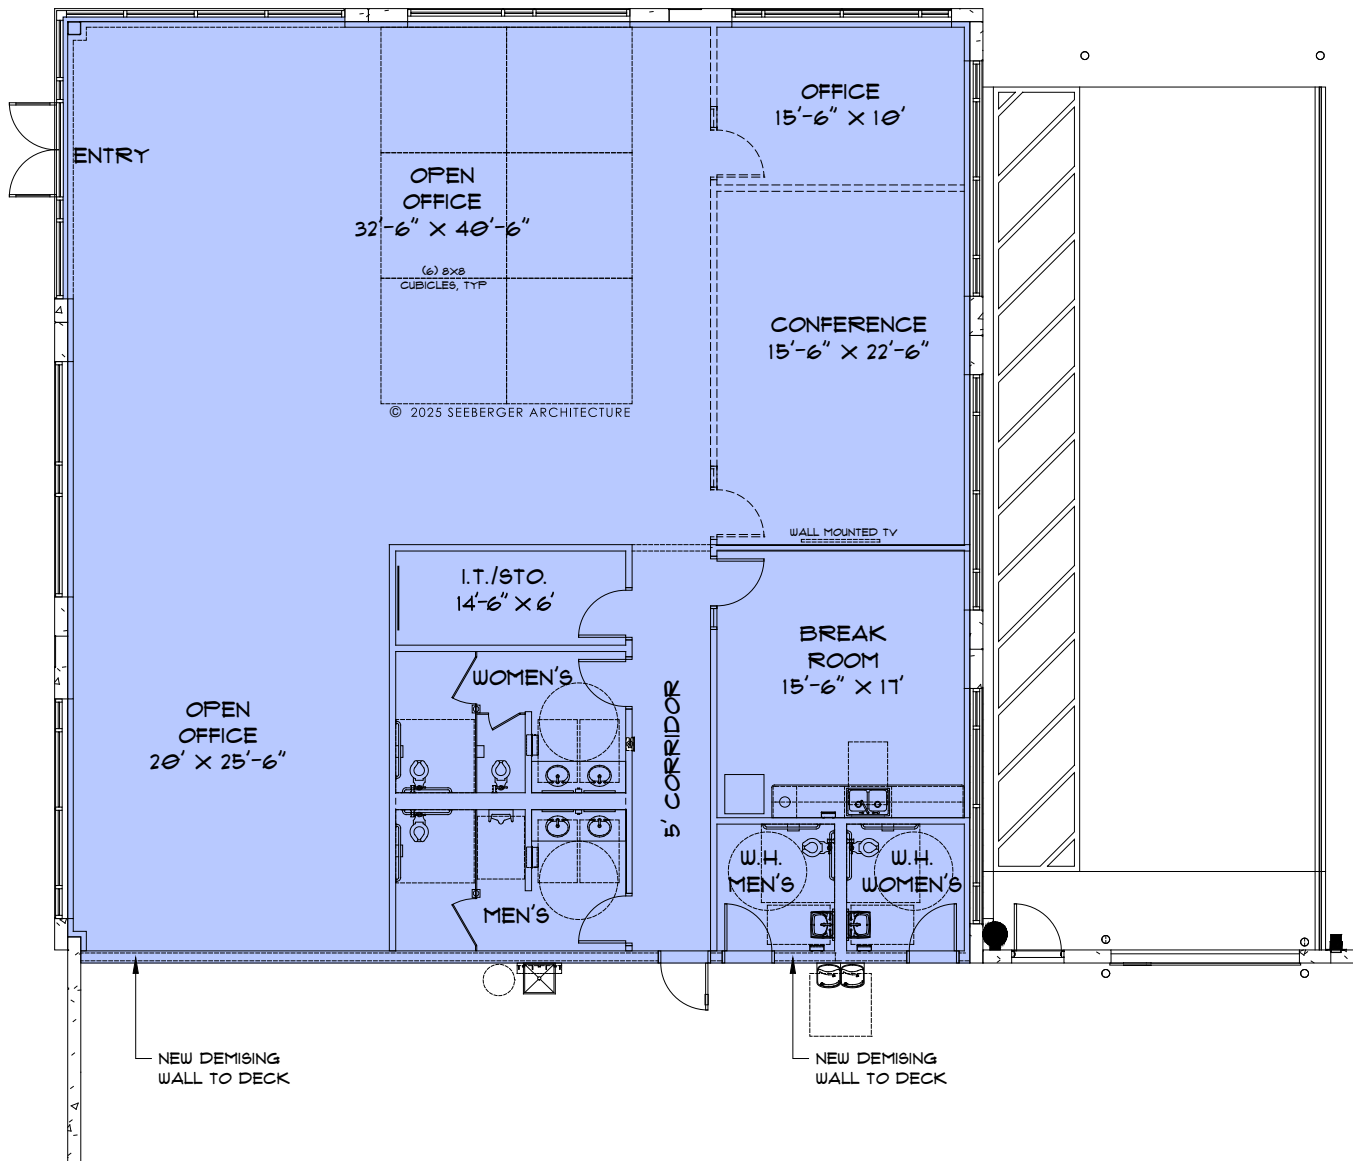 OFFICE
15'-6" X 10'
ENTRY
OPEN
OFFICE
32'-6" X 40'-6"
(6) 8X8
CUBICLES, TYP
CONFERENCE
15'-6" X 22'-6"
© 2025 SEEBERGER ARCHITECTURE
WALL MOUNTED TV
I.T./STO.
14'-6" X 6'
BREAK
ROOM
15'-6" X 17'
WOMEN'S
5' CORRIDOR
OPEN
OFFICE
20' X 25'-6"
W.H.
MEN'S
W.H.
WOMEN'S
MEN'S
NEW DEMISING
WALL TO DECK
NEW DEMISING
WALL TO DECK